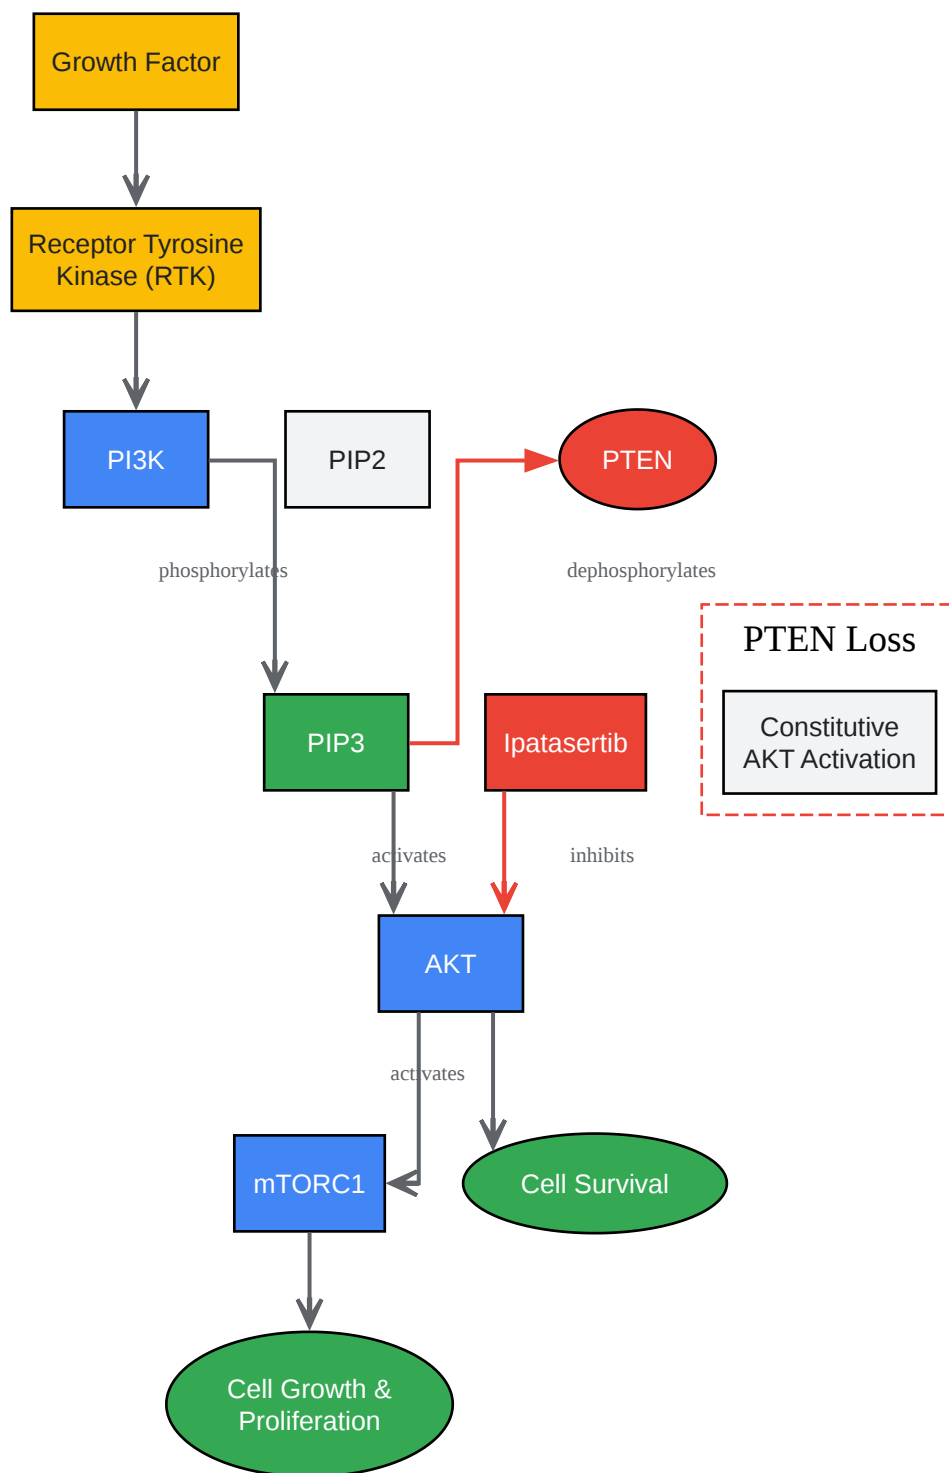 Growth Factor
Receptor Tyrosine
Kinase (RTK)
PI3K
PIP2
PTEN
phosphorylates
dephosphorylates
PTEN Loss
Constitutive
AKT Activation
PIP3
Ipatasertib
activates
inhibits
AKT
activates
mTORC1
Cell Survival
Cell Growth &
Proliferation